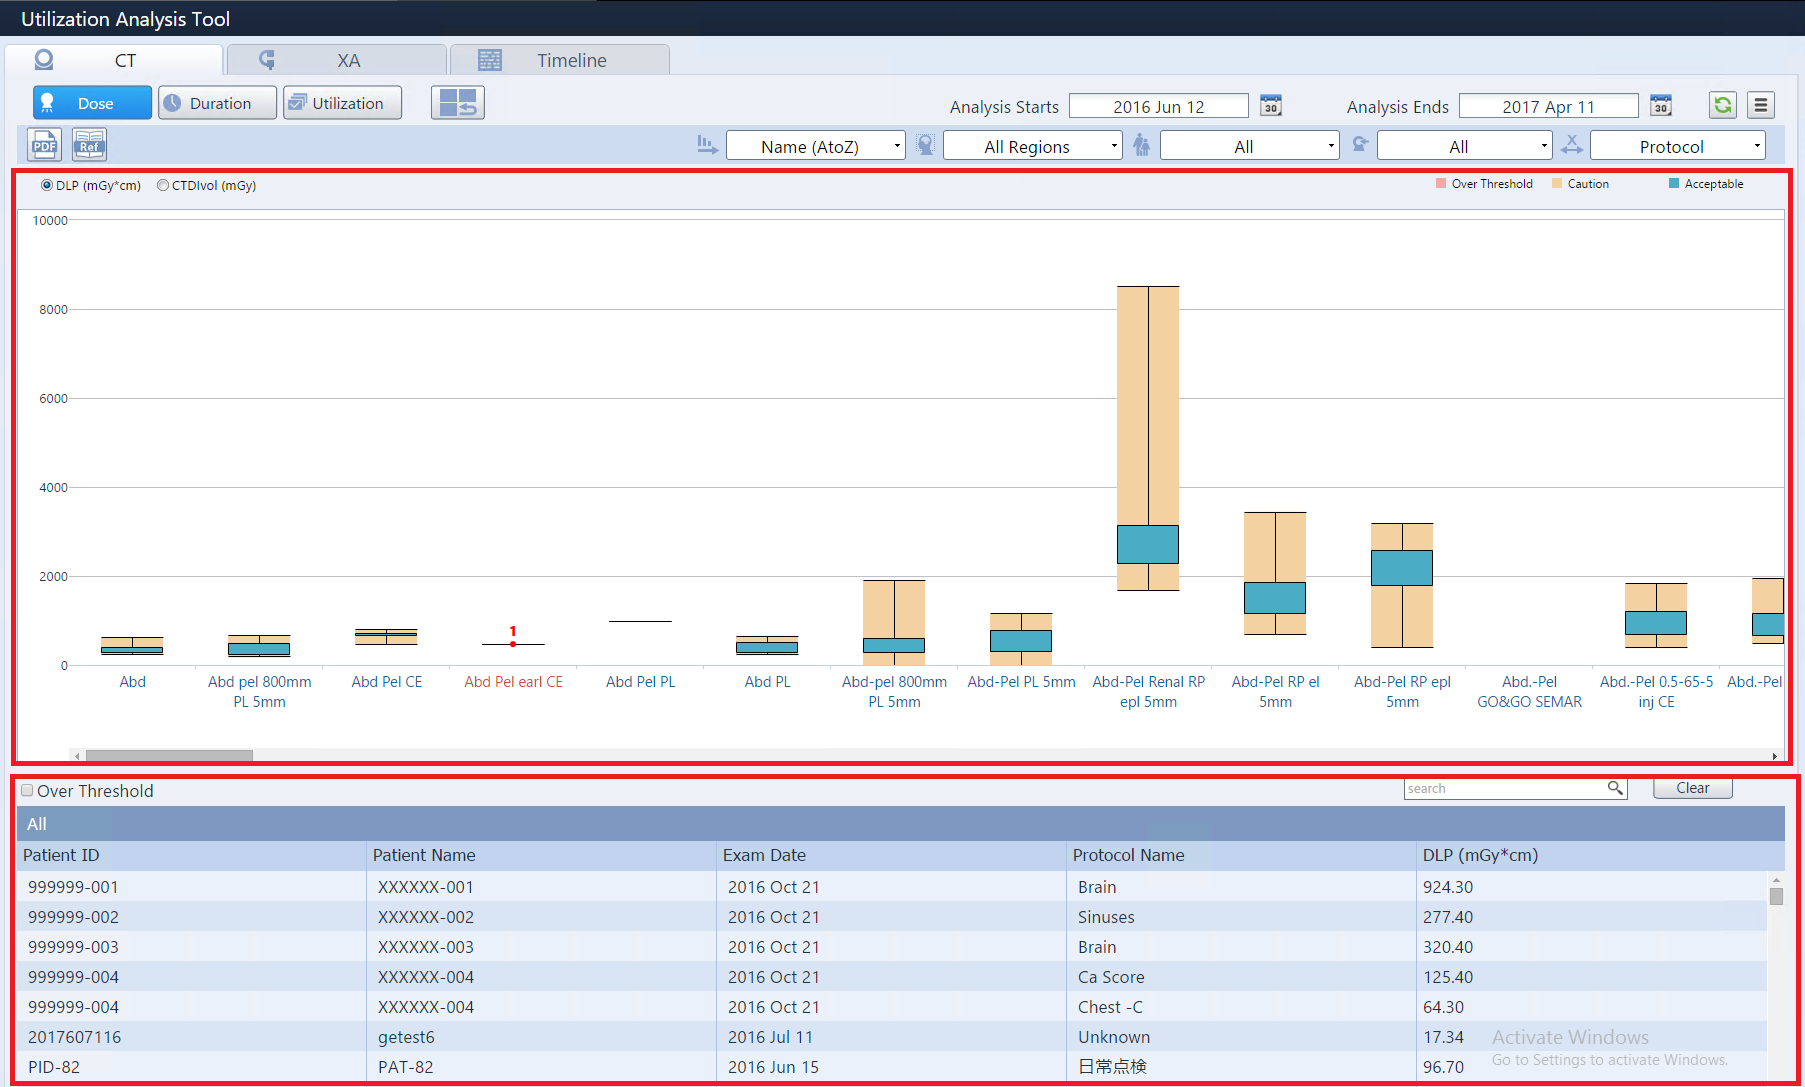 Utilization Analysis Tool
CT
XA
Timeline
Dose
Duration
Utilization
Analysis Starts
2016 Jun 12
30
Analysis Ends
2017 Apr 11
30
PDF
Ref
Name (AtoZ)
All Regions
All
All
Protocol
DLP (mGy*cm)
CTDIvol (mGy)
Over Threshold
Caution
Acceptable
10000
8000
6000
4000
2000
0
1
Abd
Abd pel 800mm
PL 5mm
Abd Pel CE
Abd Pel earl CE
Abd Pel PL
Abd PL
Abd-pel 800mm
PL 5mm
Abd-Pel PL 5mm
Abd-Pel Renal RP
epl 5mm
Abd-Pel RP el
5mm
Abd-Pel RP epl
5mm
Abd.-Pel
GO&GO SEMAR
Abd.-Pel 0.5-65-5
inj CE
Abd.-Pel
Over Threshold
search
Clear
All
Patient ID
Patient Name
Exam Date
Protocol Name
DLP (mGy*cm)
999999-001
XXXXXX-001
2016 Oct 21
Brain
924.30
999999-002
XXXXXX-002
2016 Oct 21
Sinuses
277.40
999999-003
XXXXXX-003
2016 Oct 21
Brain
320.40
999999-004
XXXXXX-004
2016 Oct 21
Ca Score
125.40
999999-004
XXXXXX-004
2016 Oct 21
Chest -C
64.30
2017607116
getest6
2016 Jul 11
Unknown
17.34
PID-82
PAT-82
2016 Jun 15
日常点検
96.70
Activate Windows
Go to Settings to activate Windows.